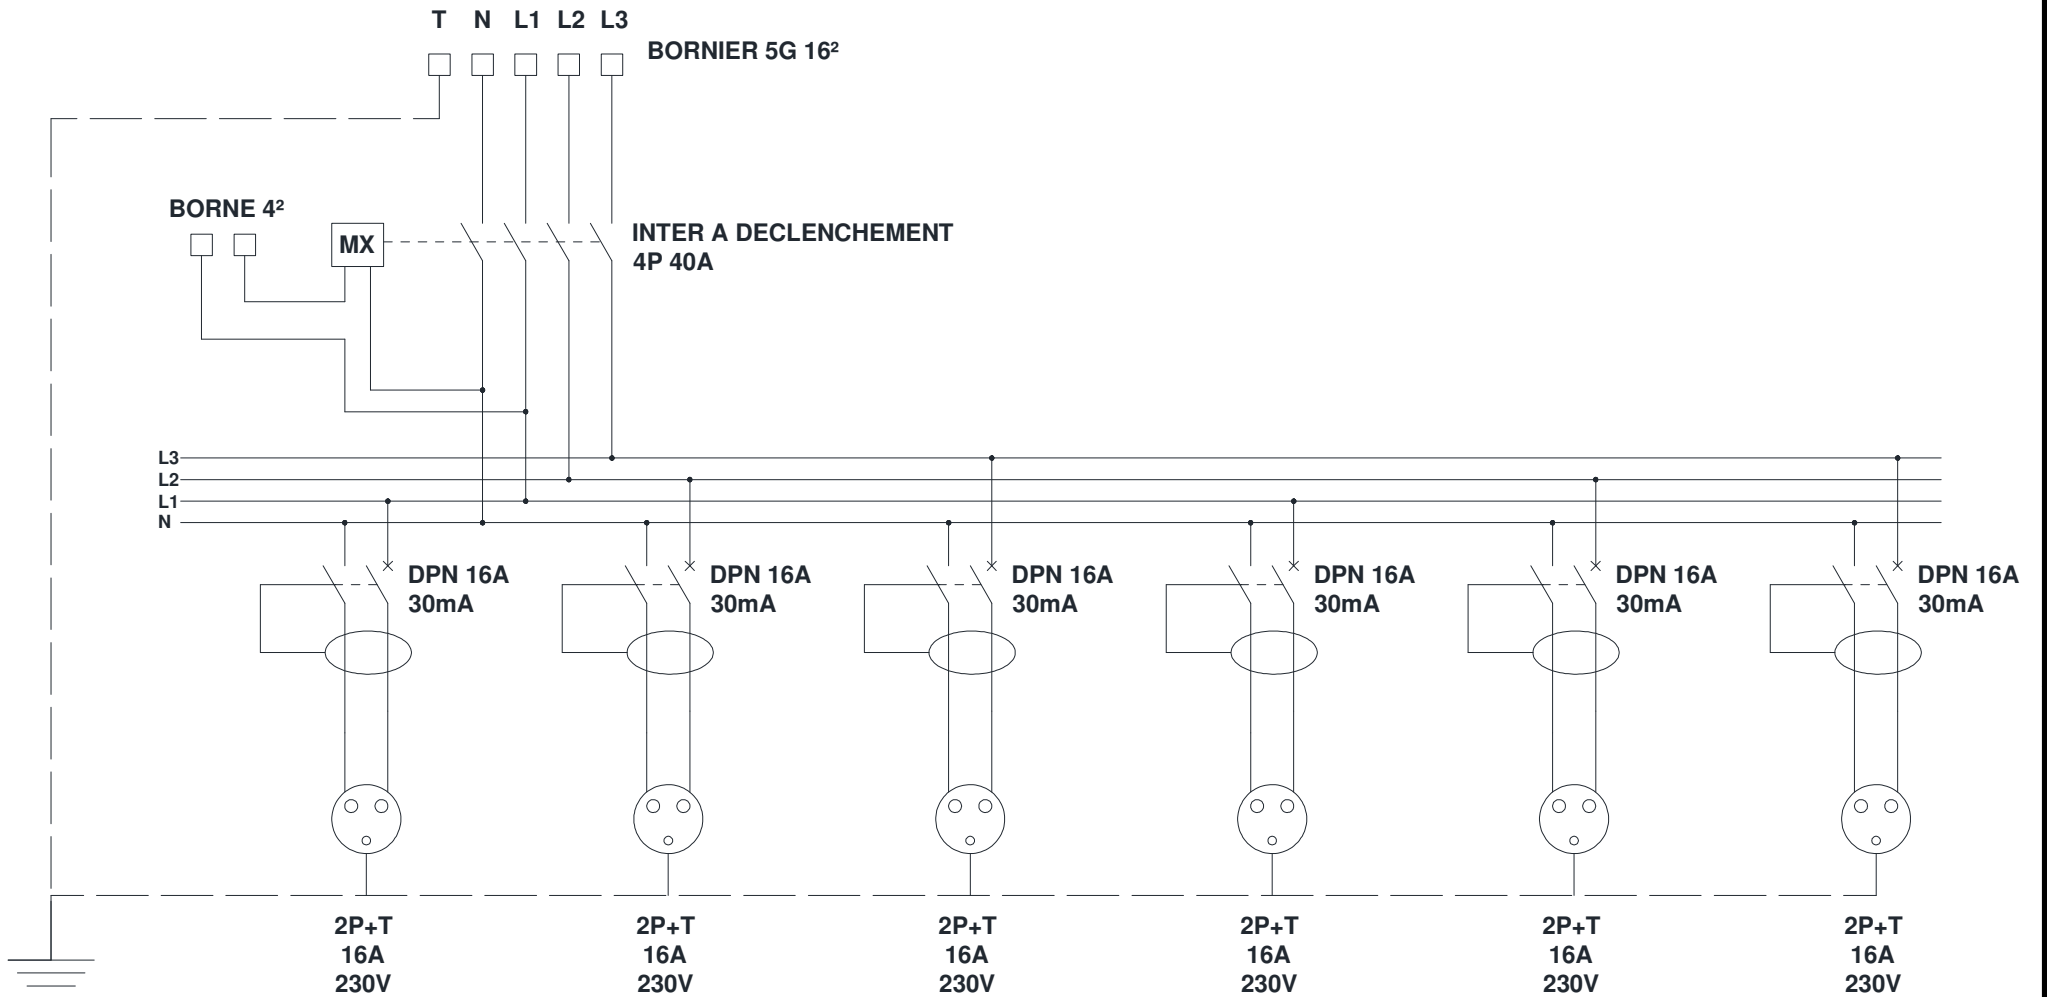 T N L1 L2 L3
BORNIER 5G 16²
BORNE 4²
MX
INTER A DECLENCHEMENT
4P 40A
L3
L2
L1
N
DPN 16A
30mA
DPN 16A
30mA
DPN 16A
30mA
DPN 16A
30mA
DPN 16A
30mA
DPN 16A
30mA
2P+T
16A
230V
2P+T
16A
230V
2P+T
16A
230V
2P+T
16A
230V
2P+T
16A
230V
2P+T
16A
230V